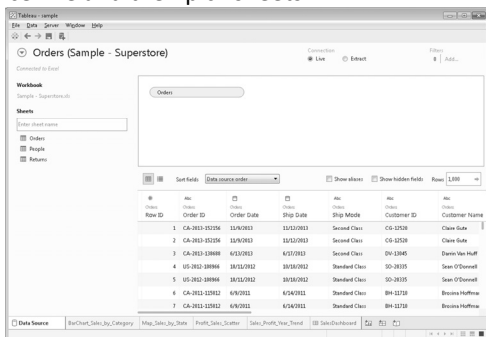 Tableau - sample
File Data Server Window Help
Orders (Sample - Superstore)
Connected to Excel
Connection
Live Extract
Filters
0 Add...
Workbook
Sample - Superstore.xls
Sheets
Enter sheet name
Orders
People
Returns
Orders
Sort fields Data source order Show aliases Show hidden fields Rows 1,000
Abc Abc Abc Abc
Orders Orders Orders Orders Orders Orders Orders
Row ID Order ID Order Date Ship Date Ship Mode Customer ID Customer Name
1 CA-2013-152156 11/9/2013 11/12/2013 Second Class CG-12520 Claire Gute
2 CA-2013-152156 11/9/2013 11/12/2013 Second Class CG-12520 Claire Gute
3 CA-2013-138688 6/13/2013 6/17/2013 Second Class DV-13045 Darrin Van Huff
4 US-2012-108966 10/11/2012 10/18/2012 Standard Class SO-20335 Sean O'Donnell
5 US-2012-108966 10/11/2012 10/18/2012 Standard Class SO-20335 Sean O'Donnell
6 CA-2011-115812 6/9/2011 6/14/2011 Standard Class BH-11710 Brosina Hoffmar
7 CA-2011-115812 6/9/2011 6/14/2011 Standard Class BH-11710 Brosina Hoffmar
Data Source BarChart_Sales_by_Category Map_Sales_by_State Profit_Sales_Scatter Sales_Profit_Year_Trend SalesDashboard